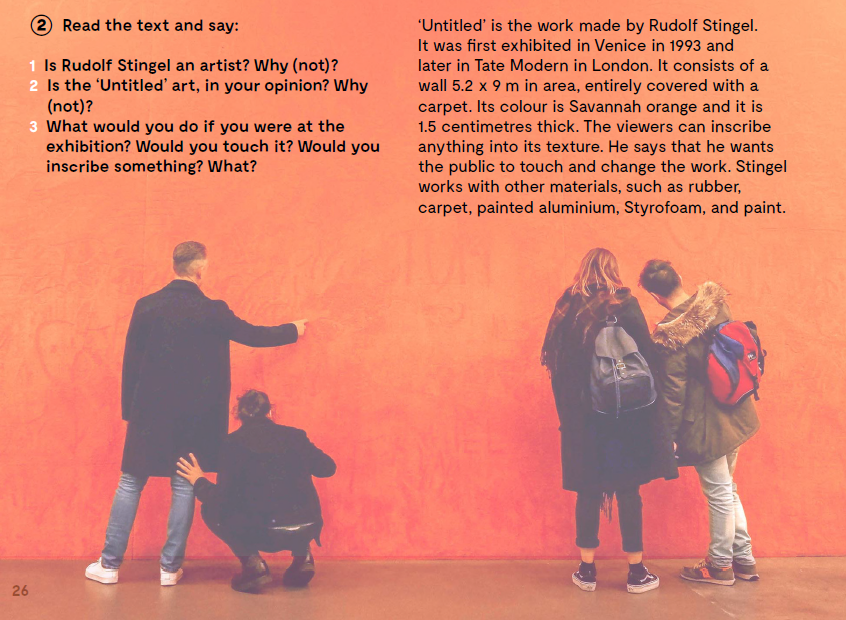 2 Read the text and say:
1 Is Rudolf Stingel an artist? Why (not)?
2 Is the ‘Untitled’ art, in your opinion? Why
(not)?
3 What would you do if you were at the
exhibition? Would you touch it? Would you
inscribe something? What?
‘Untitled’ is the work made by Rudolf Stingel.
It was first exhibited in Venice in 1993 and
later in Tate Modern in London. It consists of a
wall 5.2 x 9 m in area, entirely covered with a
carpet. Its colour is Savannah orange and it is
1.5 centimetres thick. The viewers can inscribe
anything into its texture. He says that he wants
the public to touch and change the work. Stingel
works with other materials, such as rubber,
carpet, painted aluminium, Styrofoam, and paint.
26